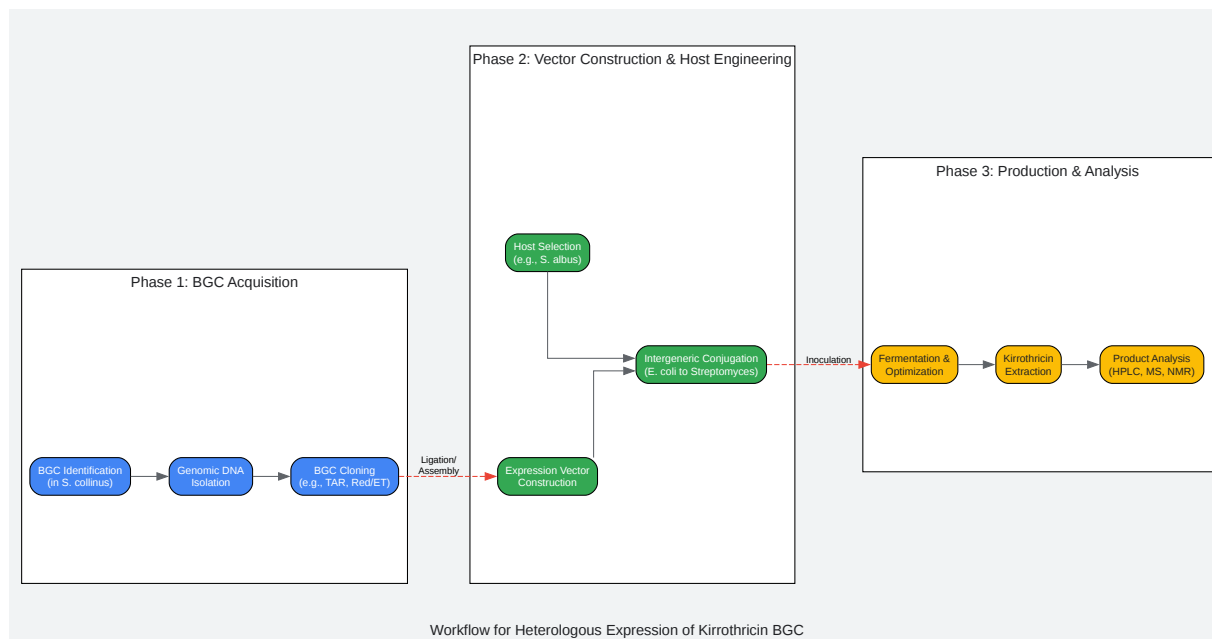 Phase 1: BGC Acquisition
BGC Identification
(in S. collinus)
Genomic DNA
Isolation
BGC Cloning
(e.g., TAR, Red/ET)
Ligation/
Assembly
Phase 2: Vector Construction & Host Engineering
Host Selection
(e.g., S. albus)
Expression Vector
Construction
Intergeneric Conjugation
(E. coli to Streptomyces)
Inoculation
Phase 3: Production & Analysis
Fermentation &
Optimization
Kirrothricin
Extraction
Product Analysis
(HPLC, MS, NMR)
Workflow for Heterologous Expression of Kirrothricin BGC